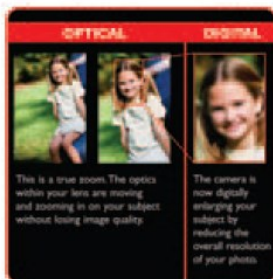 OPTICAL
DIGITAL
This is a true zoom. The optics
within your lens are moving
and zooming in on your subject
without losing image quality.
The camera is
now digitally
enlarging your
subject by
reducing the
overall resolution
of your photo.